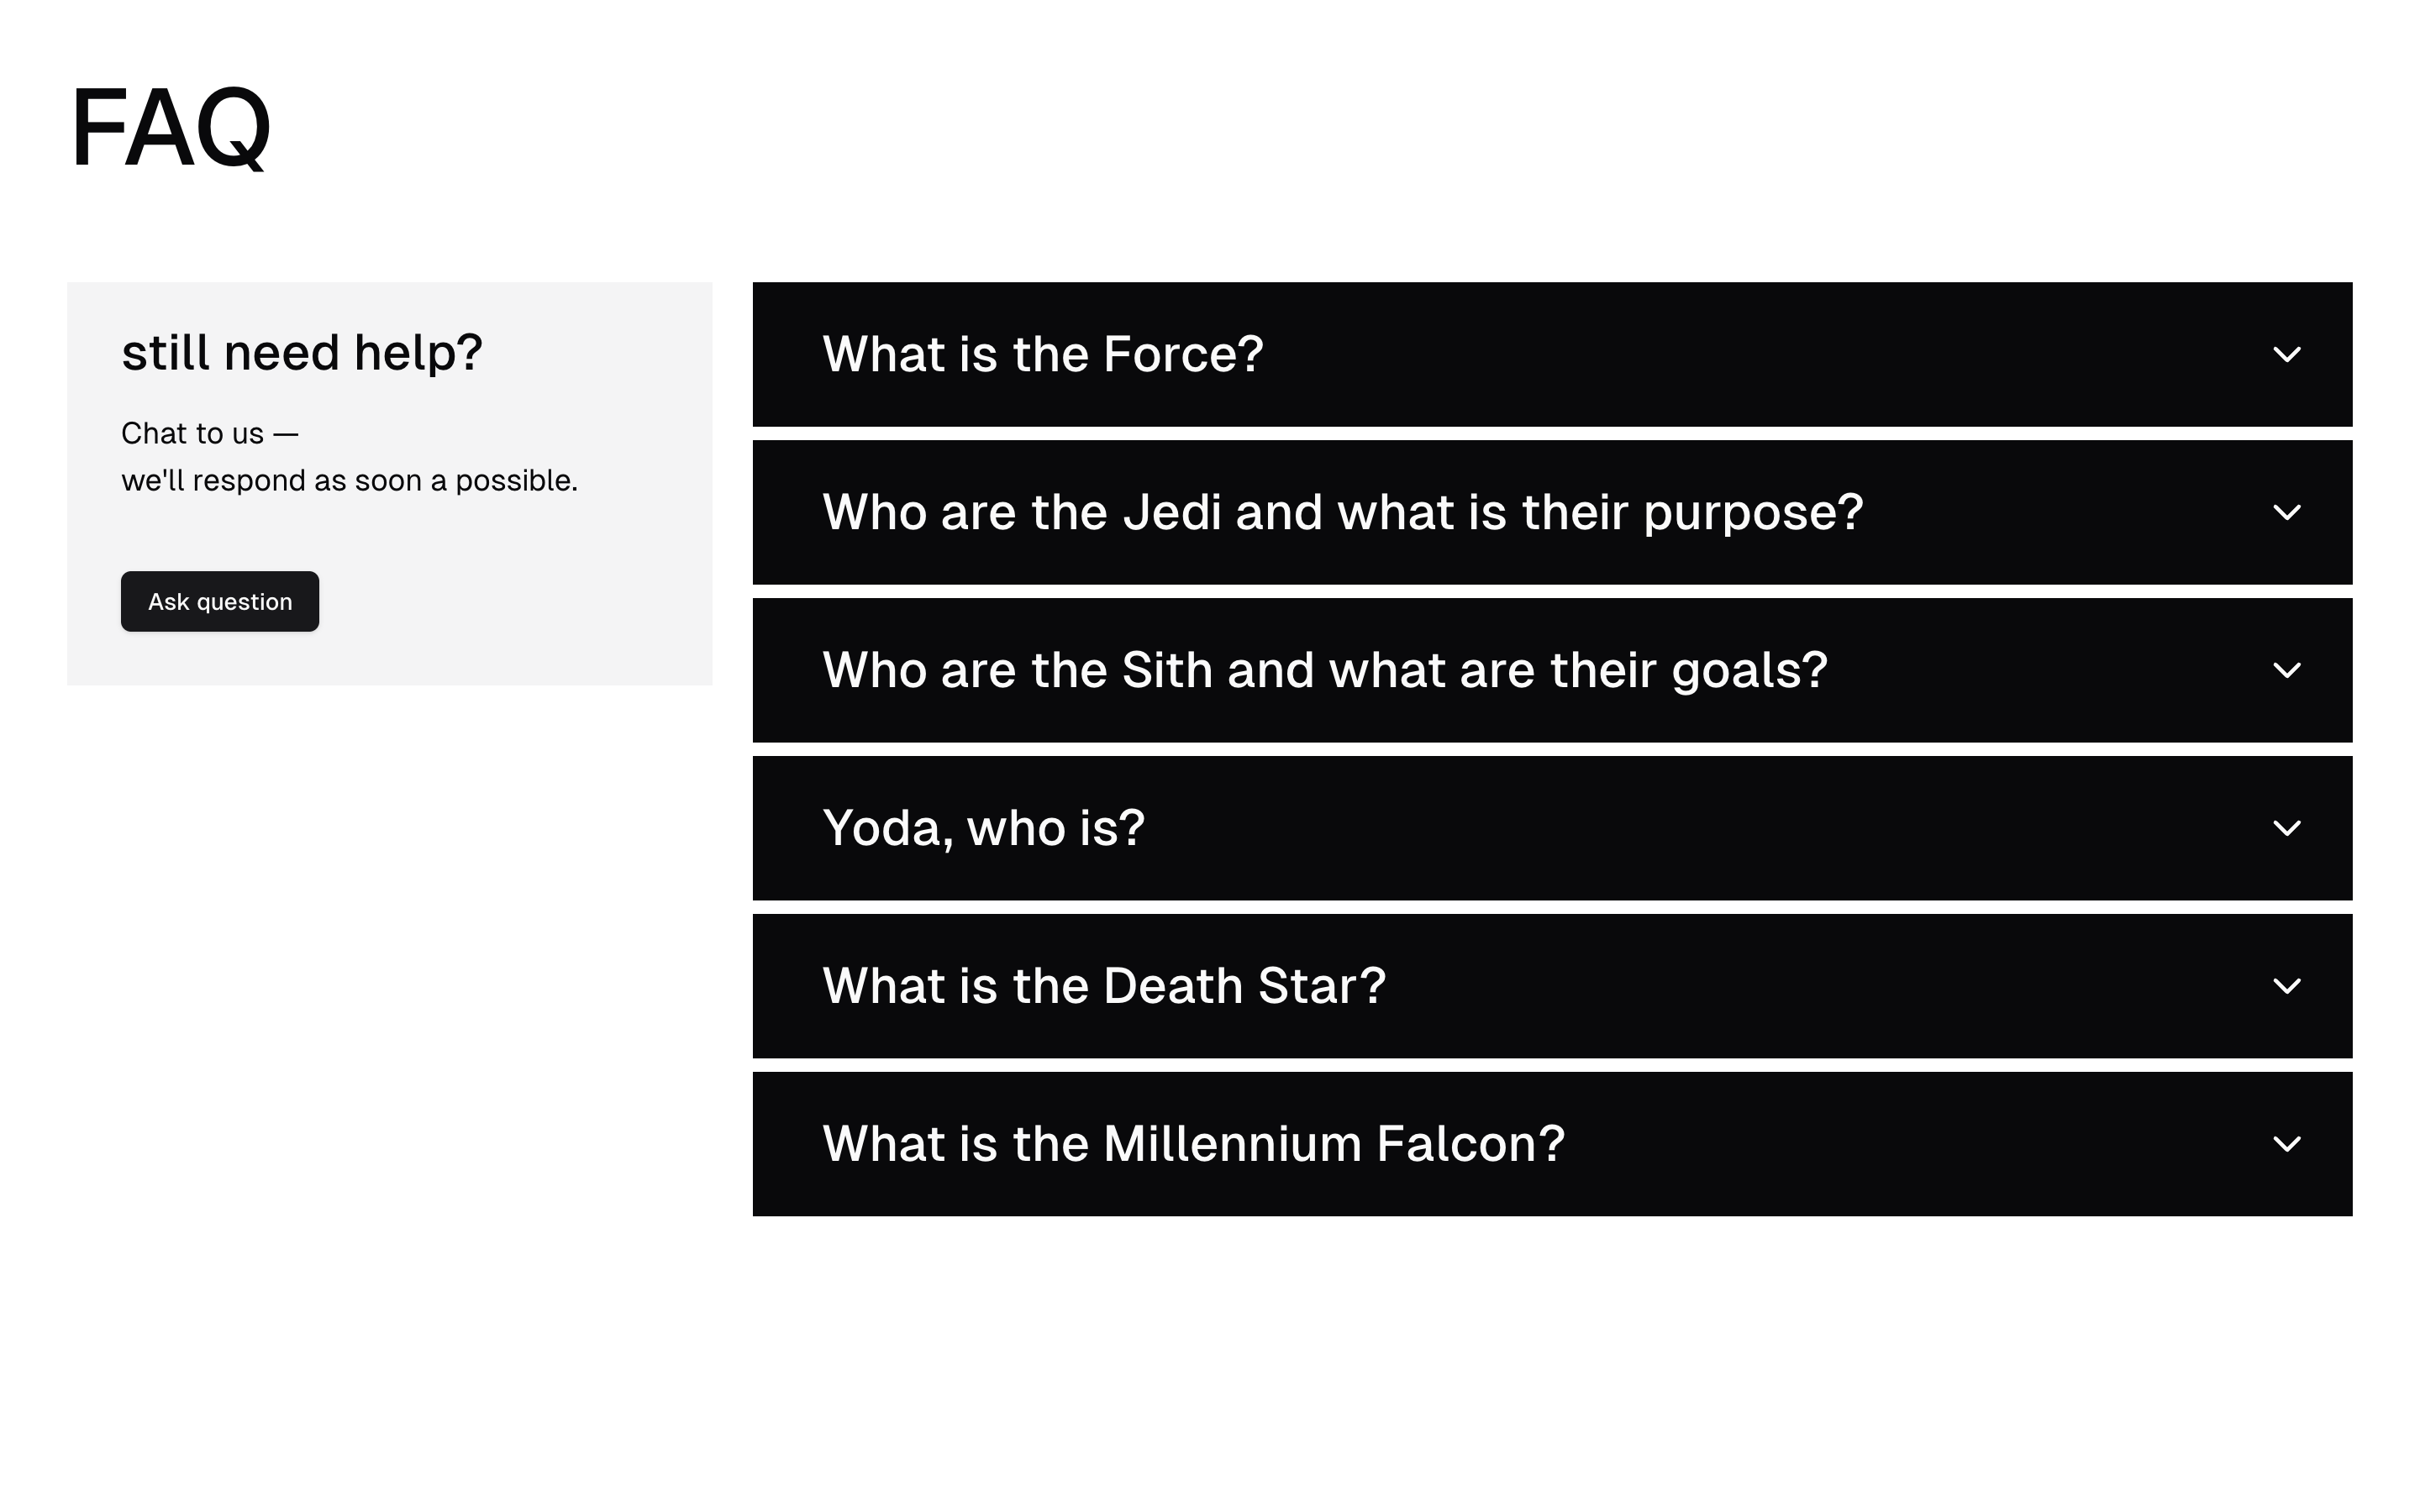 FAQ
still need help?
Chat to us —
we'll respond as soon a possible.
Ask question
What is the Force?
Who are the Jedi and what is their purpose?
Who are the Sith and what are their goals?
Yoda, who is?
What is the Death Star?
What is the Millennium Falcon?